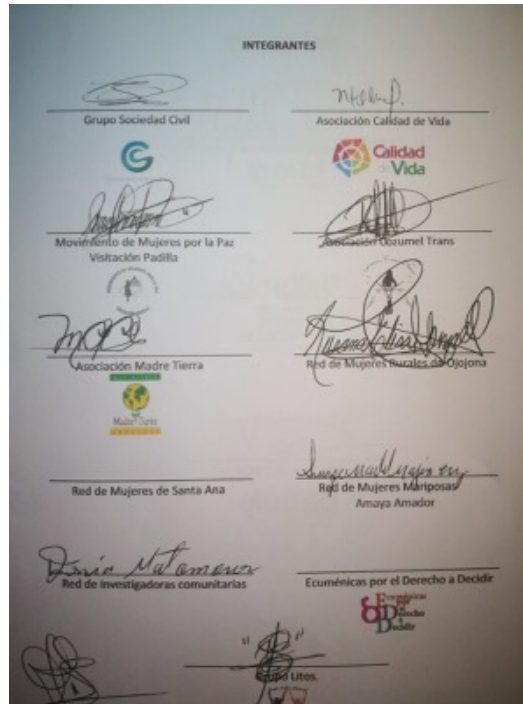 INTEGRANTES
Grupo Sociedad Civil
Asociación Calidad de Vida
Calidad
de Vida
Movimiento de Mujeres por la Paz
Visitación Padilla
Asociación Cozumel Trans
Asociación Madre Tierra
Red de Mujeres Rurales de Ojojona
Madre Tierra
Red de Mujeres de Santa Ana
Red de Mujeres Mariposas
Amaya Amador
Red de Investigadoras comunitarias
Ecuménicas por el Derecho a Decidir
Ecuménicas
Por
el
Derecho
a
Decidir
Grupo Litos.